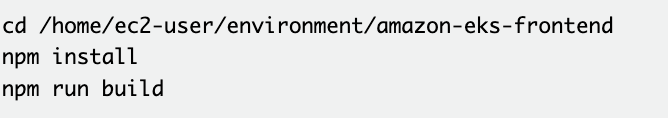 cd /home/ec2-user/environment/amazon-eks-frontend
npm install
npm run build